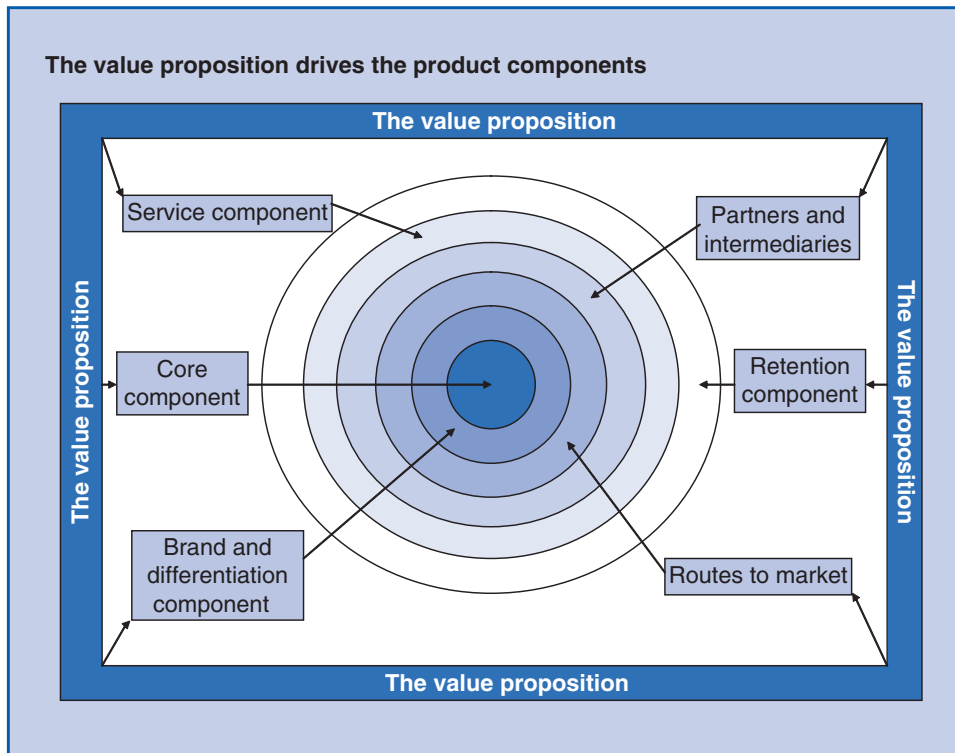 The value proposition drives the product components
The value proposition
Service component
Partners and
intermediaries
The value proposition
The value proposition
Core
component
Retention
component
Brand and
differentiation
component
Routes to market
The value proposition